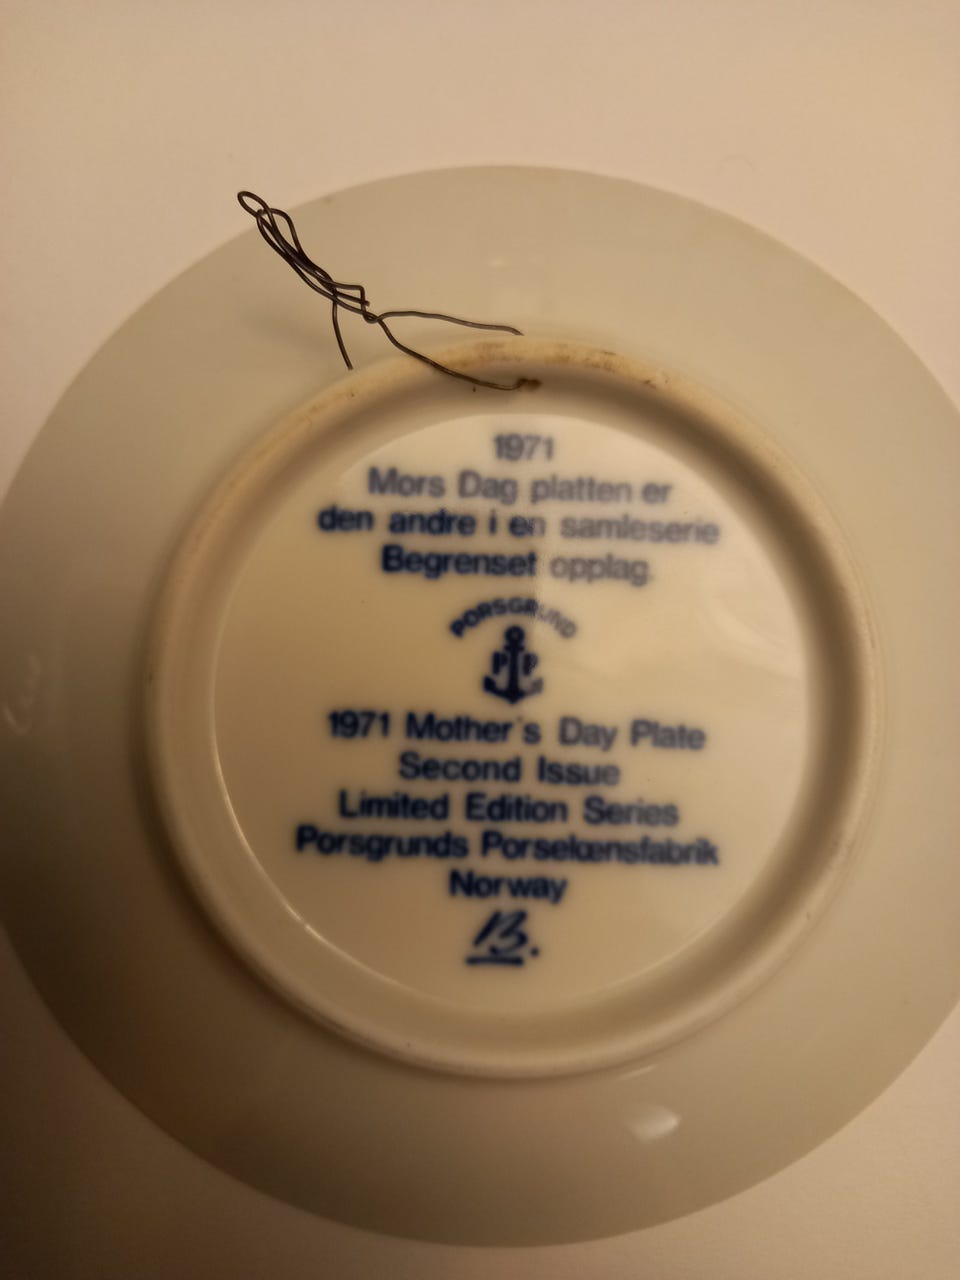 1971
Mors Dag platten er
den andre i en samleserie
Begrenset opplag.
PORSGRUND
P P
1971 Mother's Day Plate
Second Issue
Limited Edition Series
Porsgrunds Porselænsfabrik
Norway
B.